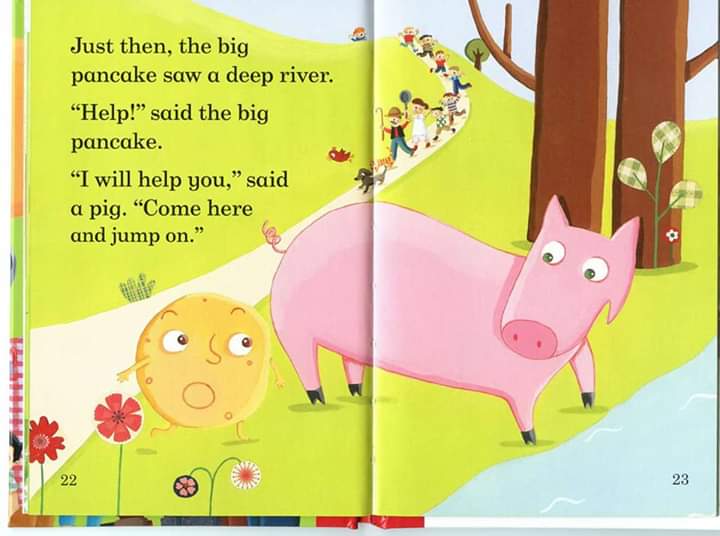 Just then, the big
pancake saw a deep river.
“Help!” said the big
pancake.
“I will help you,” said
a pig. “Come here
and jump on.”
22
23